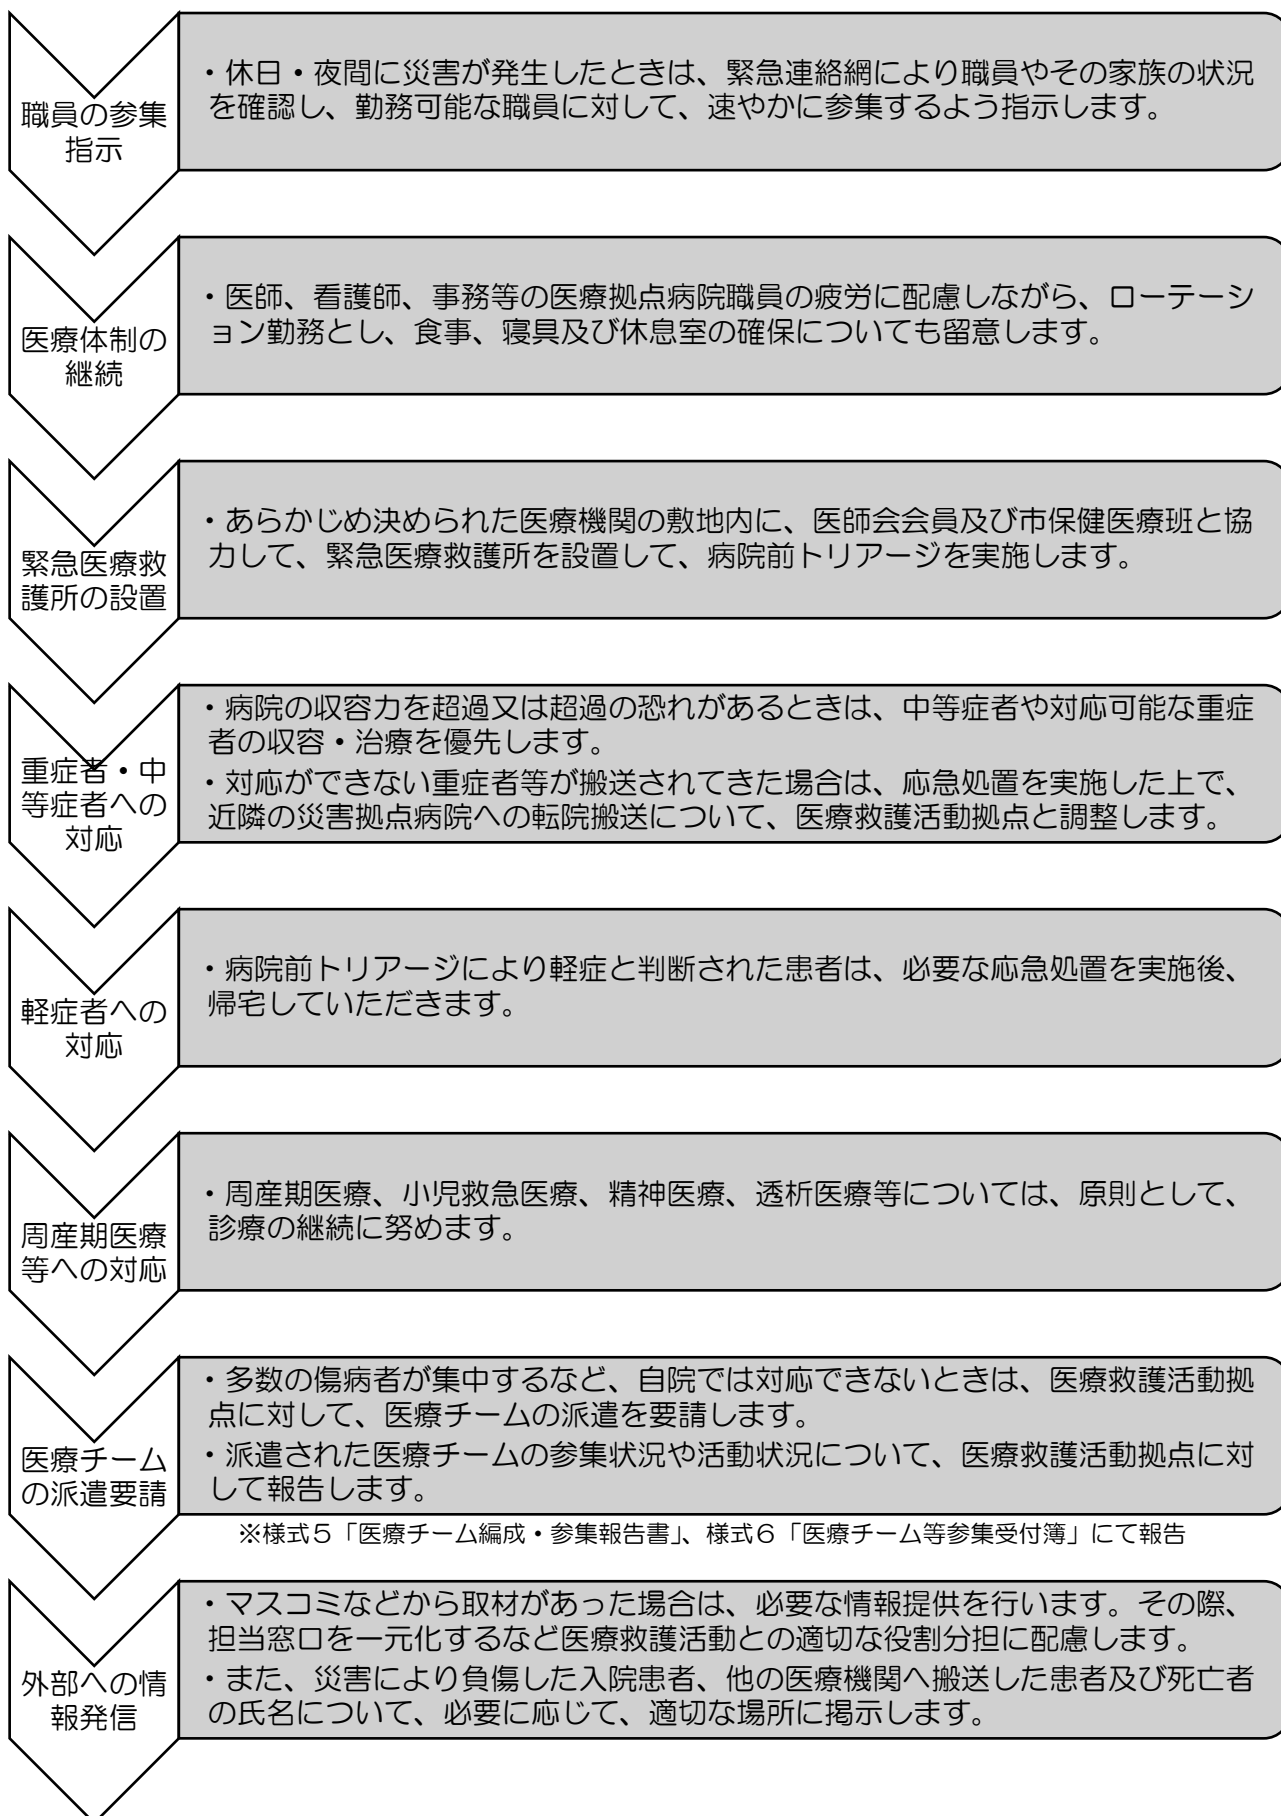 職員の参集
指示
・休日・夜間に災害が発生したときは、緊急連絡網により職員やその家族の状況
を確認し、勤務可能な職員に対して、速やかに参集するよう指示します。
医療体制の
継続
・医師、看護師、事務等の医療拠点病院職員の疲労に配慮しながら、ローテーシ
ョン勤務とし、食事、寝具及び休息室の確保についても留意します。
緊急医療救
護所の設置
・あらかじめ決められた医療機関の敷地内に、医師会会員及び市保健医療班と協
力して、緊急医療救護所を設置して、病院前トリアージを実施します。
重症者・中
等症者への
対応
・病院の収容力を超過又は超過の恐れがあるときは、中等症者や対応可能な重症
者の収容・治療を優先します。
・対応ができない重症者等が搬送されてきた場合は、応急処置を実施した上で、
近隣の災害拠点病院への転院搬送について、医療救護活動拠点と調整します。
軽症者への
対応
・病院前トリアージにより軽症と判断された患者は、必要な応急処置を実施後、
帰宅していただきます。
周産期医療
等への対応
・周産期医療、小児救急医療、精神医療、透析医療等については、原則として、
診療の継続に努めます。
医療チーム
の派遣要請
・多数の傷病者が集中するなど、自院では対応できないときは、医療救護活動拠
点に対して、医療チームの派遣を要請します。
・派遣された医療チームの参集状況や活動状況について、医療救護活動拠点に対
して報告します。
※様式５「医療チーム編成・参集報告書」、様式６「医療チーム等参集受付簿」にて報告
外部への情
報発信
・マスコミなどから取材があった場合は、必要な情報提供を行います。その際、
担当窓口を一元化するなど医療救護活動との適切な役割分担に配慮します。
・また、災害により負傷した入院患者、他の医療機関へ搬送した患者及び死亡者
の氏名について、必要に応じて、適切な場所に掲示します。